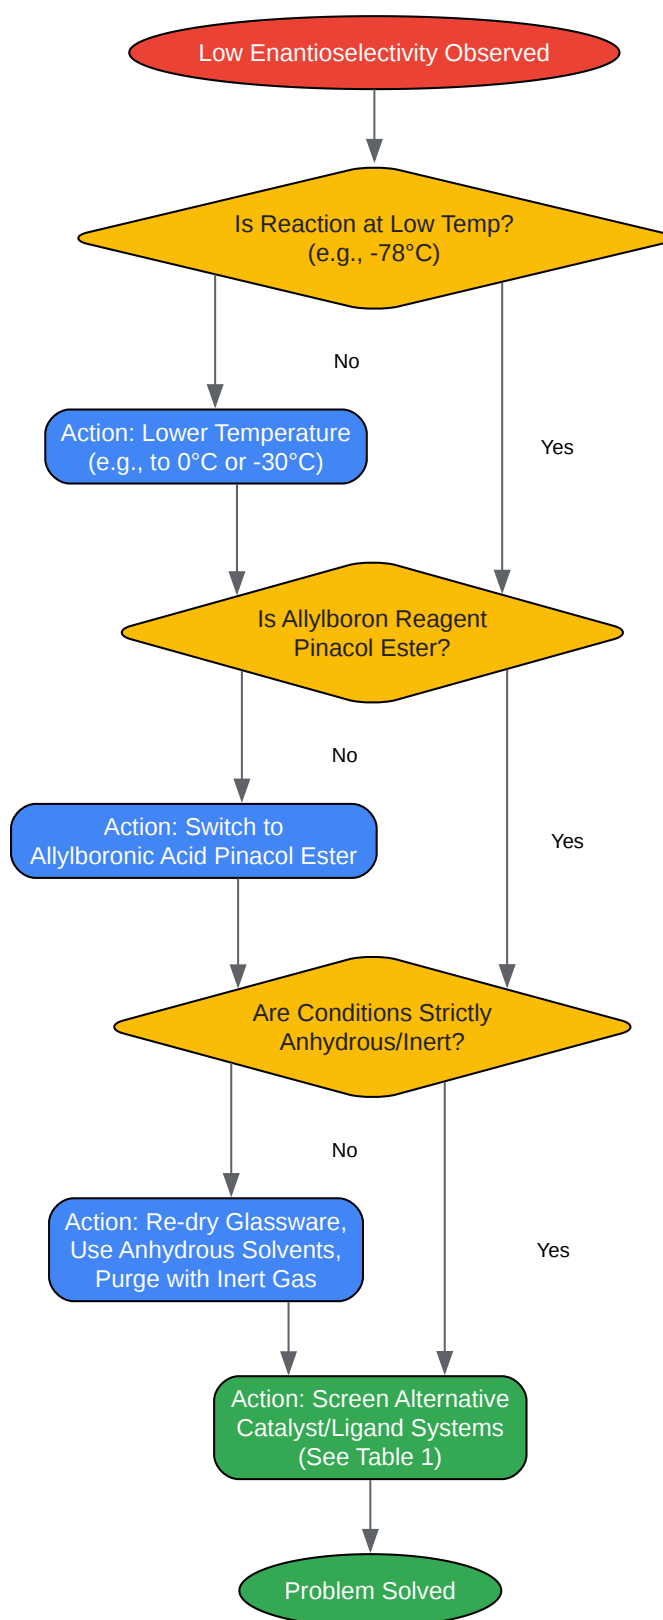 Low Enantioselectivity Observed
Is Reaction at Low Temp?
(e.g., -78°C)
No
Action: Lower Temperature
(e.g., to 0°C or -30°C)
Yes
Is Allylboron Reagent
Pinacol Ester?
No
Action: Switch to
Allylboronic Acid Pinacol Ester
Yes
Are Conditions Strictly
Anhydrous/Inert?
No
Action: Re-dry Glassware,
Use Anhydrous Solvents,
Purge with Inert Gas
Yes
Action: Screen Alternative
Catalyst/Ligand Systems
(See Table 1)
Problem Solved